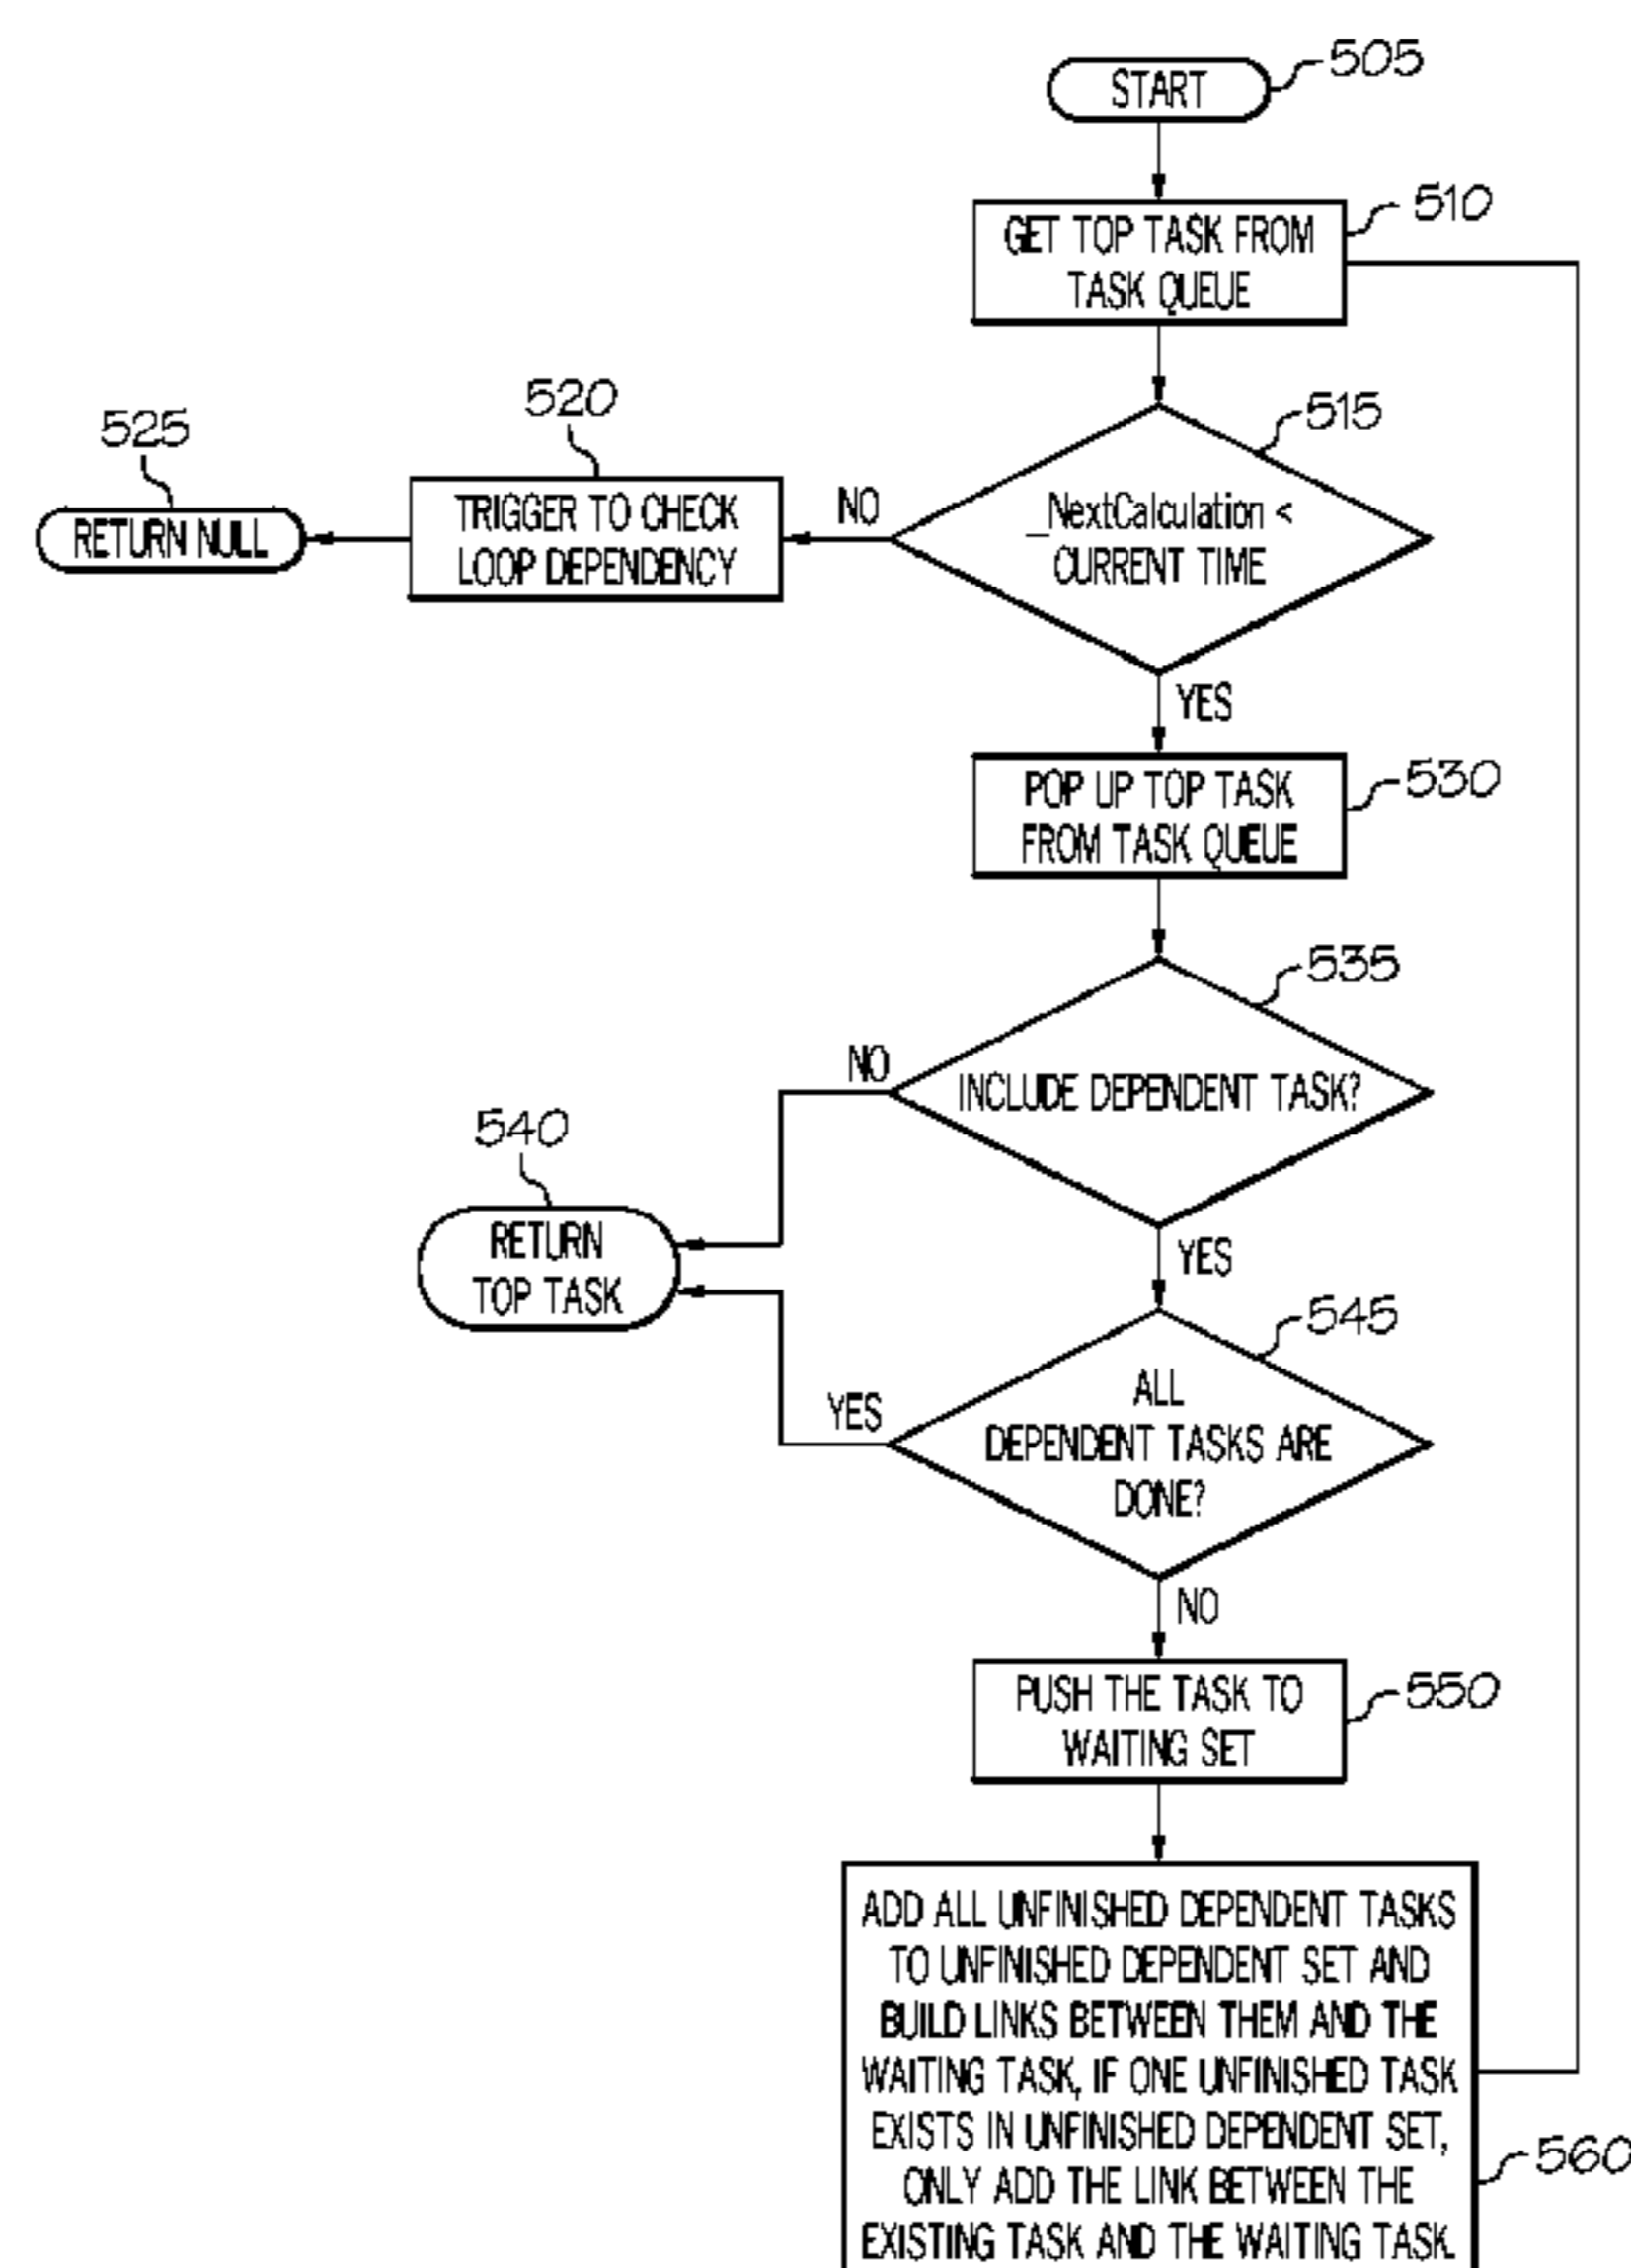 START
505
GET TOP TASK FROM
TASK QUEUE
510
515
_NextCalculation <
CURRENT TIME
NO
520
TRIGGER TO CHECK
LOOP DEPENDENCY
525
RETURN NULL
YES
POP UP TOP TASK
FROM TASK QUEUE
530
535
INCLUDE DEPENDENT TASK?
NO
540
RETURN
TOP TASK
YES
545
ALL
DEPENDENT TASKS ARE
DONE?
YES
NO
PUSH THE TASK TO
WAITING SET
550
ADD ALL UNFINISHED DEPENDENT TASKS
TO UNFINISHED DEPENDENT SET AND
BUILD LINKS BETWEEN THEM AND THE
WAITING TASK, IF ONE UNFINISHED TASK
EXISTS IN UNFINISHED DEPENDENT SET,
ONLY ADD THE LINK BETWEEN THE
EXISTING TASK AND THE WAITING TASK.
560